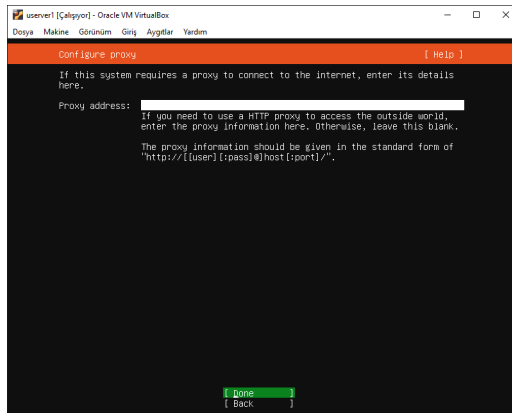 userver1 [Çalışıyor] - Oracle VM VirtualBox
Dosya Makine Görünüm Giriş Aygıtlar Yardım
Configure proxy [ Help ]
If this system requires a proxy to connect to the internet, enter its details
here.
Proxy address:
If you need to use a HTTP proxy to access the outside world,
enter the proxy information here. Otherwise, leave this blank.
The proxy information should be given in the standard form of
"http://[[user][:pass]@]host[:port]/".
[ Done ]
[ Back ]